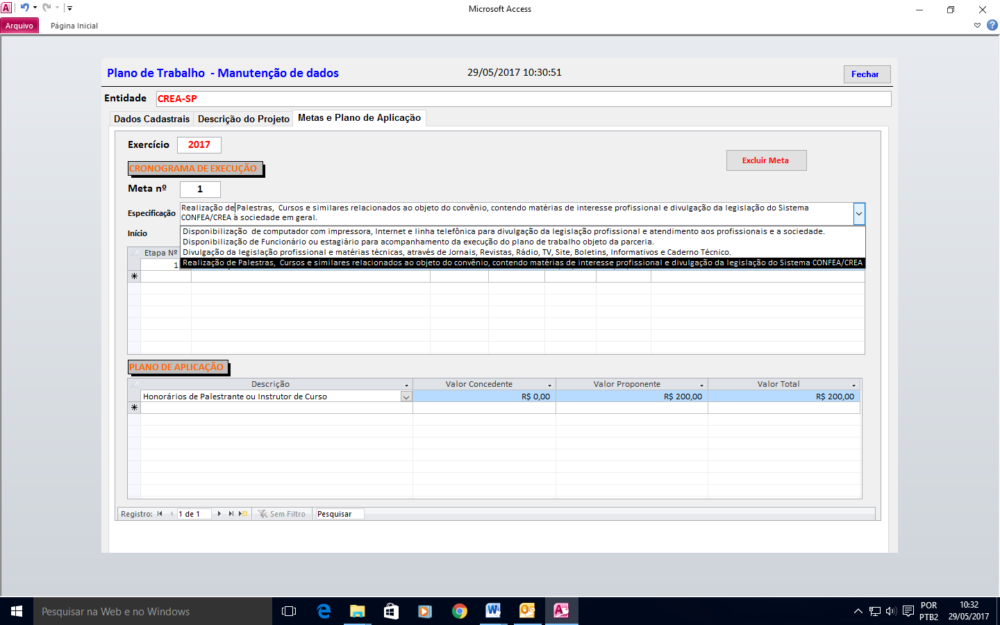 Microsoft Access
Arquivo Página Inicial
Plano de Trabalho - Manutenção de dados 29/05/2017 10:30:51 Fechar
Entidade CREA-SP
Dados Cadastrais Descrição do Projeto Metas e Plano de Aplicação
Exercício 2017
Excluir Meta
CRONOGRAMA DE EXECUÇÃO
Meta nº 1
Especificação Realização de Palestras, Cursos e similares relacionados ao objeto do convênio, contendo matérias de interesse profissional e divulgação da legislação do Sistema
CONFEA/CREA à sociedade em geral.
Início
Disponibilização de computador com impressora, Internet e linha telefônica para divulgação da legislação profissional e atendimento aos profissionais e a sociedade.
Disponibilização de Funcionário ou estagiário para acompanhamento da execução do plano de trabalho objeto da parceria.
Etapa Nº Divulgação da legislação profissional e matérias técnicas, através de Jornais, Revistas, Rádio, TV, Site, Boletins, Informativos e Caderno Técnico.
1 Realização de Palestras, Cursos e similares relacionados ao objeto do convênio, contendo matérias de interesse profissional e divulgação da legislação do Sistema CONFEA/CREA
PLANO DE APLICAÇÃO
Descrição Valor Concedente Valor Proponente Valor Total
Honorários de Palestrante ou Instrutor de Curso R$ 0,00 R$ 200,00 R$ 200,00
Registro: 1 de 1 Sem Filtro Pesquisar
Pesquisar na Web e no Windows
POR 10:32
PTB2 29/05/2017